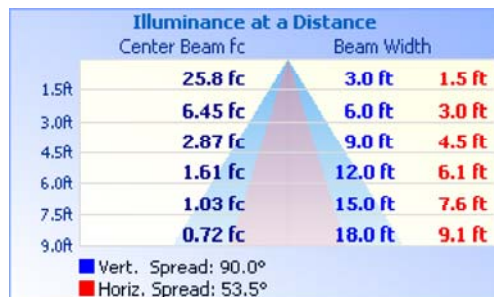 Illuminance at a Distance
Center Beam fc Beam Width
25.8 fc 3.0 ft 1.5 ft
1.5ft
6.45 fc 6.0 ft 3.0 ft
3.0ft
2.87 fc 9.0 ft 4.5 ft
4.5ft
1.61 fc 12.0 ft 6.1 ft
6.0ft
1.03 fc 15.0 ft 7.6 ft
7.5ft
0.72 fc 18.0 ft 9.1 ft
9.0ft
Vert. Spread: 90.0°
Horiz. Spread: 53.5°